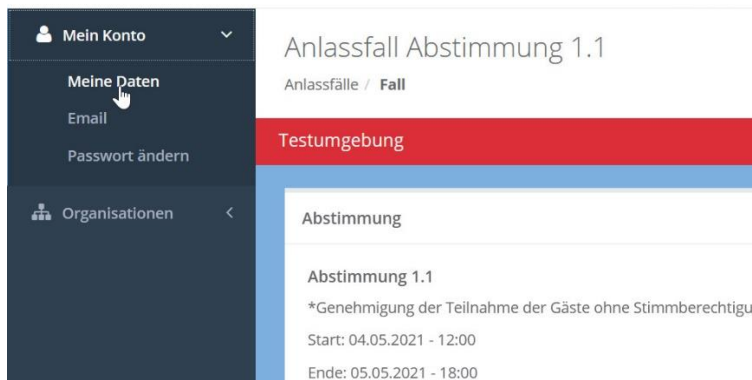 Mein Konto
Meine Daten
Email
Passwort ändern
Organisationen
Anlassfall Abstimmung 1.1
Anlassfälle / Fall
Testumgebung
Abstimmung
Abstimmung 1.1
*Genehmigung der Teilnahme der Gäste ohne Stimmberechtigu
Start: 04.05.2021 - 12:00
Ende: 05.05.2021 - 18:00